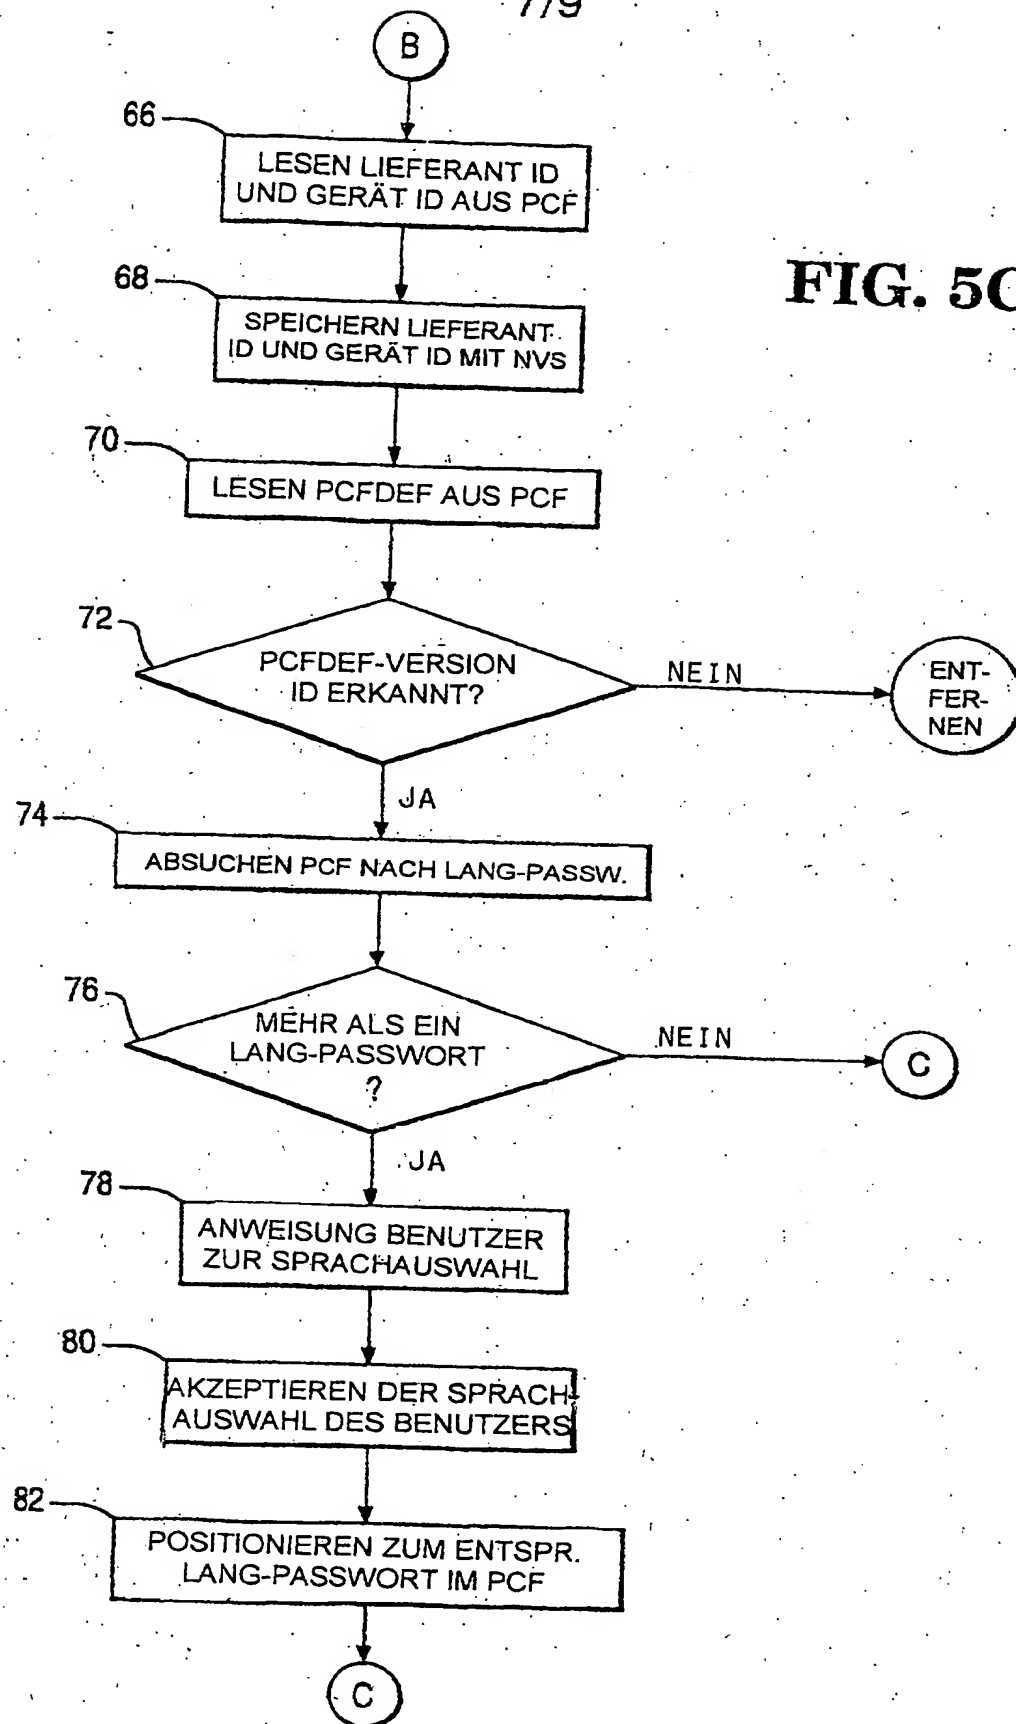 7/9
B
66
LESEN LIEFERANT ID
UND GERÄT ID AUS PCF
FIG. 5C
68
SPEICHERN LIEFERANT
ID UND GERÄT ID MIT NVS
70
LESEN PCFDEF AUS PCF
72
PCFDEF-VERSION
ID ERKANNT?
NEIN
ENT-
FER-
NEN
JA
74
ABSUCHEN PCF NACH LANG-PASSW.
76
MEHR ALS EIN
LANG-PASSWORT
?
NEIN
C
JA
78
ANWEISUNG BENUTZER
ZUR SPRACHAUSWAHL
80
AKZEPTIEREN DER SPRACH-
AUSWAHL DES BENUTZERS
82
POSITIONIEREN ZUM ENTSPR.
LANG-PASSWORT IM PCF
C